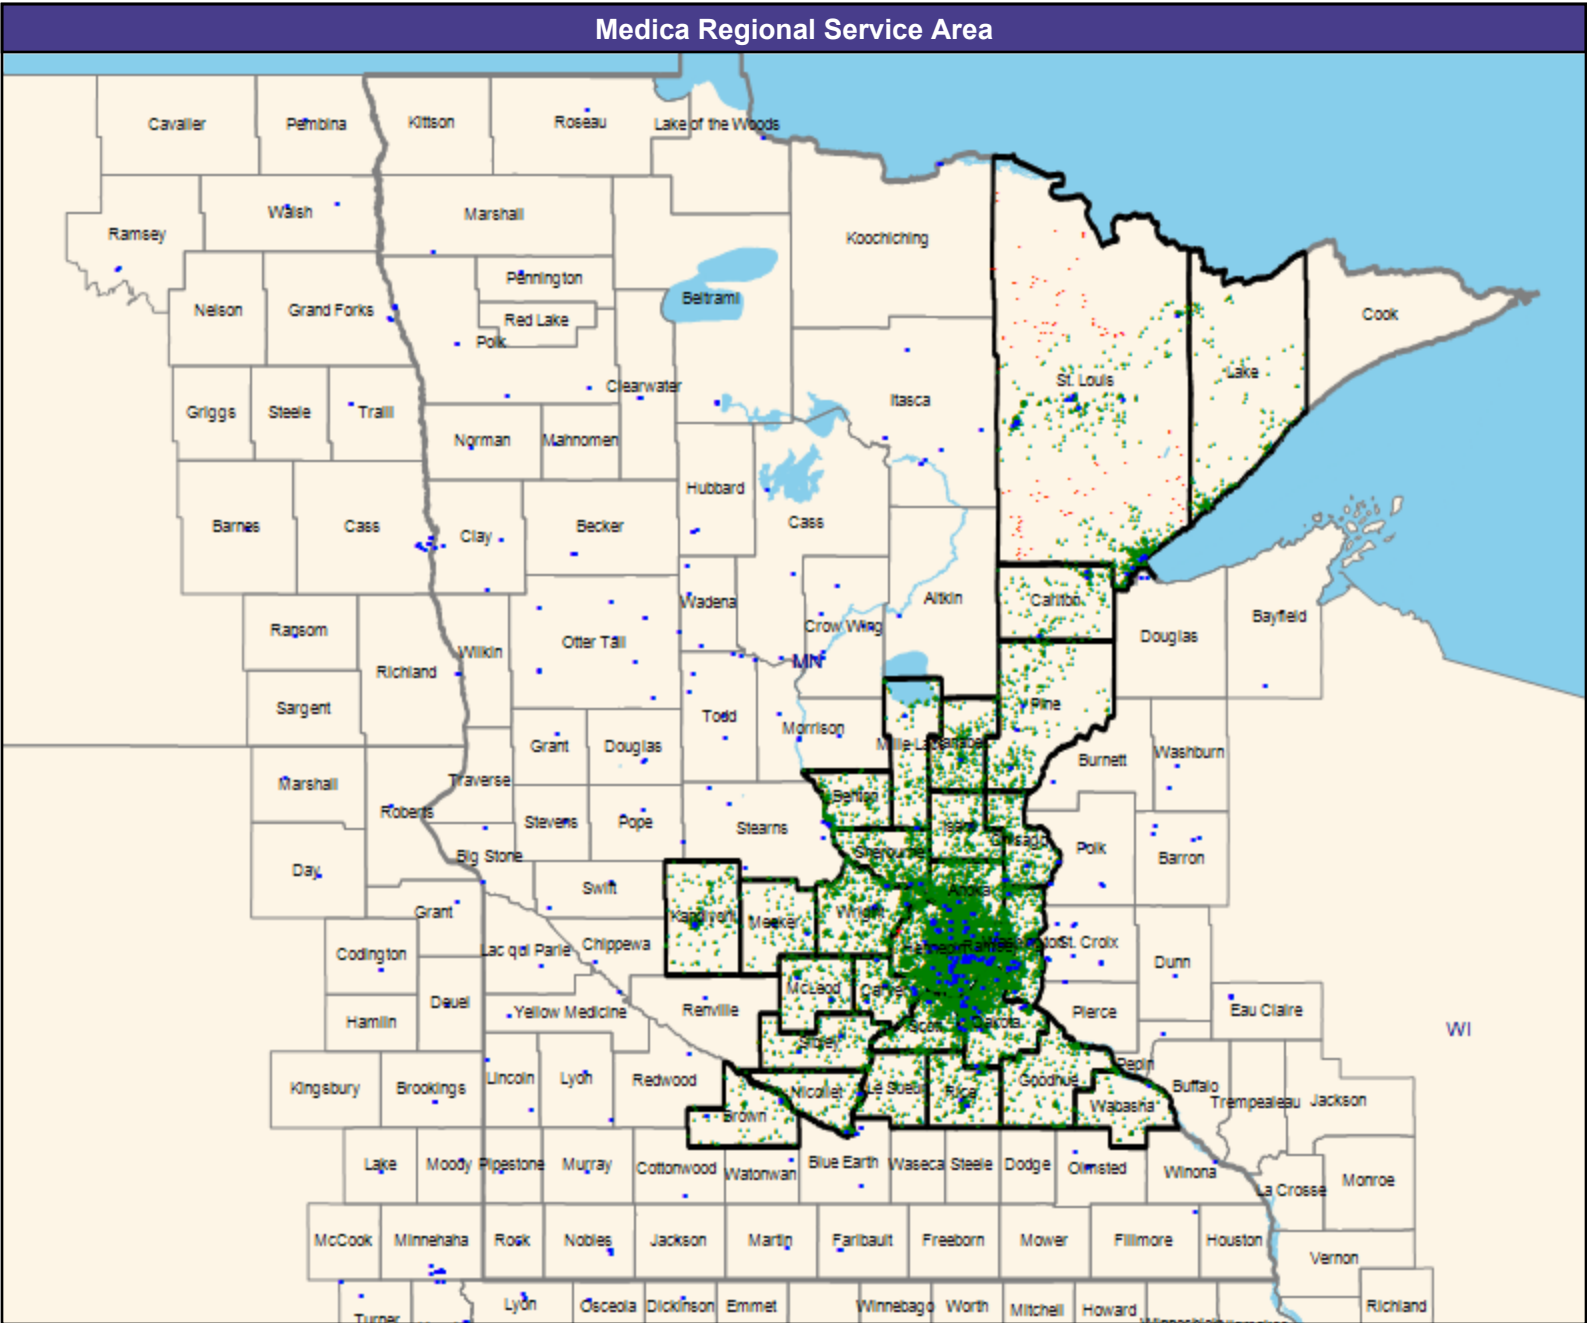 Medica Regional Service Area
Cavalier
Pembina
Kittson
Roseau
Lake of the Woods
Walsh
Marshall
Ramsey
Koochiching
Pennington
Nelson
Grand Forks
Red Lake
Beltrami
Cook
Polk
Clearwater
St. Louis
Lake
Griggs
Steele
Traill
Itasca
Norman
Mahnomen
Hubbard
Barnes
Cass
Clay
Becker
Cass
Aitkin
Carlton
Wadena
Crow Wing
Ransom
Bayfield
Douglas
Otter Tail
Wilkin
MN
Richland
Sargent
Pine
Todd
Morrison
Grant
Douglas
Mille Lacs
Kanabec
Burnett
Washburn
Marshall
Traverse
Roberts
Benton
Stevens
Pope
Stearns
Isanti
Chisago
Polk
Barron
Big Stone
Sherburne
Day
Swift
Anoka
Grant
Kandiyohi
Meeker
Wright
Codington
Lac qui Parle
Chippewa
Hennepin
Ramsey
Washington
St. Croix
Dunn
Deuel
McLeod
Carver
Hamlin
Yellow Medicine
Renville
Scott
Dakota
Pierce
Eau Claire
WI
Sibley
Pepin
Kingsbury
Brookings
Lincoln
Lyon
Redwood
Nicollet
Le Sueur
Rice
Goodhue
Buffalo
Trempealeau
Jackson
Brown
Wabasha
Lake
Moody
Pipestone
Murray
Cottonwood
Watonwan
Blue Earth
Waseca
Steele
Dodge
Olmsted
Winona
La Crosse
Monroe
McCook
Minnehaha
Rock
Nobles
Jackson
Martin
Faribault
Freeborn
Mower
Fillmore
Houston
Vernon
Turner
Lyon
Osceola
Dickinson
Emmet
Winnebago
Worth
Mitchell
Howard
Richland